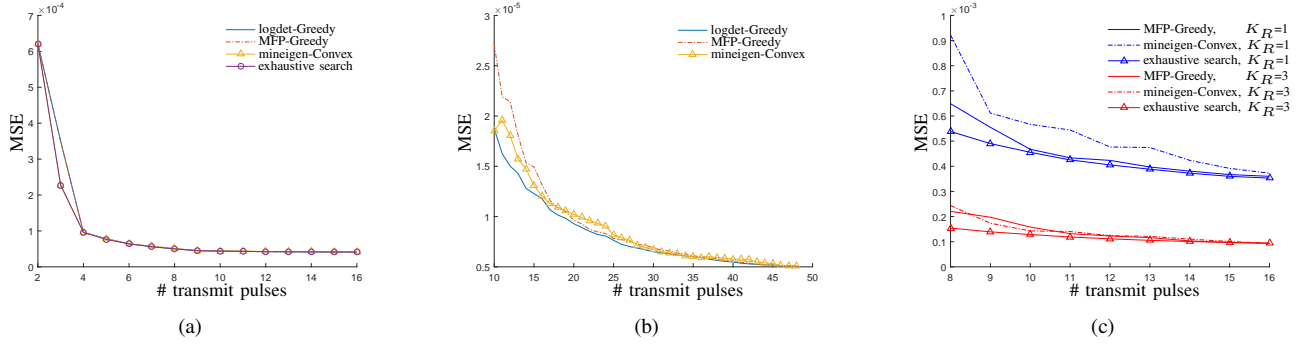 7 ×10⁻⁴
6
5
4
3
2
1
0
2 4 6 8 10 12 14 16
MSE
# transmit pulses
logdet-Greedy
MFP-Greedy
mineigen-Convex
exhaustive search
(a)
3 ×10⁻⁵
2.5
2
1.5
1
0.5
10 15 20 25 30 35 40 45 50
MSE
# transmit pulses
logdet-Greedy
MFP-Greedy
mineigen-Convex
(b)
1 ×10⁻³
0.9
0.8
0.7
0.6
0.5
0.4
0.3
0.2
0.1
0
8 9 10 11 12 13 14 15 16
MSE
# transmit pulses
MFP-Greedy, K_R=1
mineigen-Convex, K_R=1
exhaustive search, K_R=1
MFP-Greedy, K_R=3
mineigen-Convex, K_R=3
exhaustive search, K_R=3
(c)